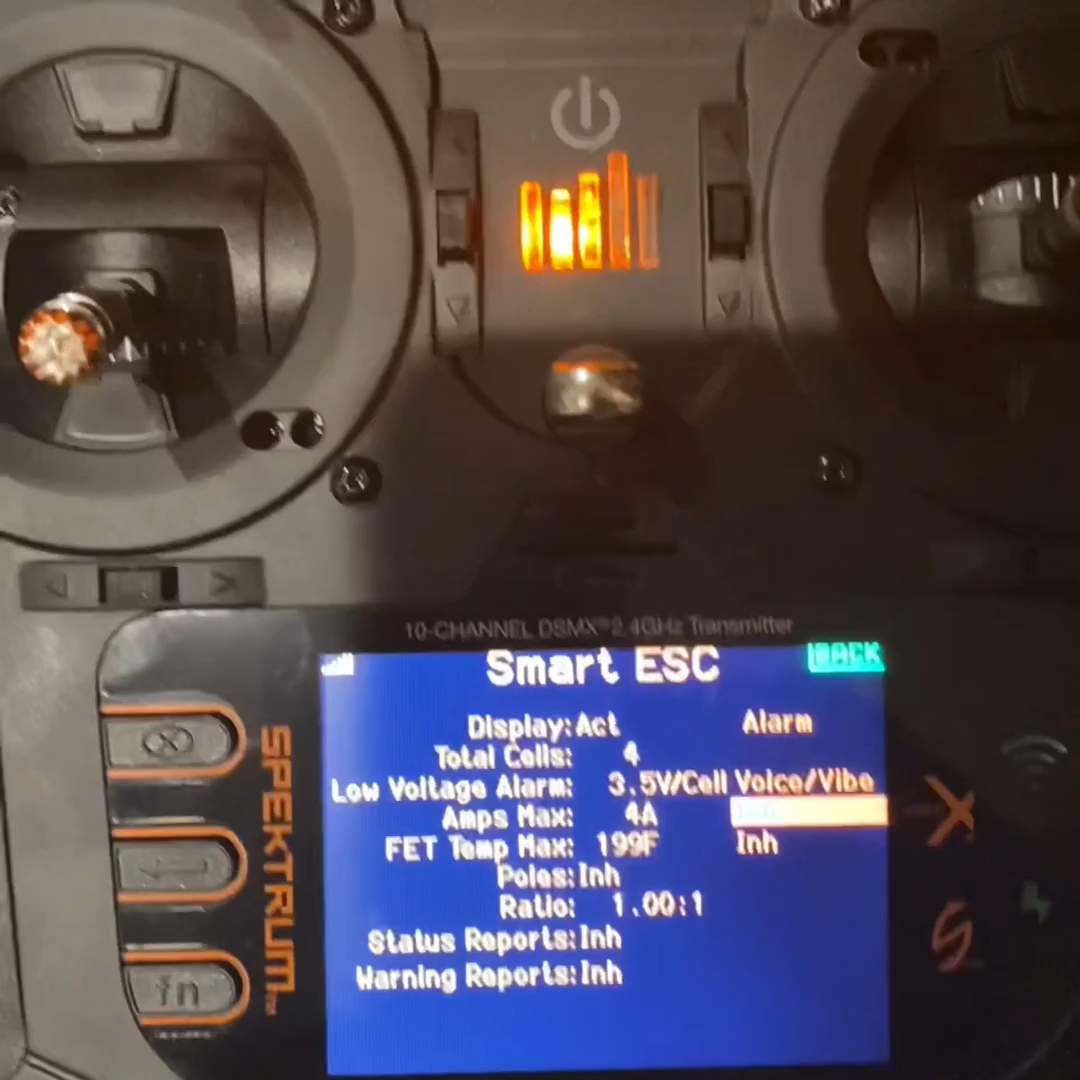 10-CHANNEL DSMX® 2.4GHz Transmitter
Smart ESC
BACK
Display: Act Alarm
Total Cells: 4
Low Voltage Alarm: 3.5V/Cell Voice/Vibe
Amps Max: 4A Inh
FET Temp Max: 199F Inh
Poles: Inh
Ratio: 1.00:1
Status Reports: Inh
Warning Reports: Inh
SPEKTRUM
fn